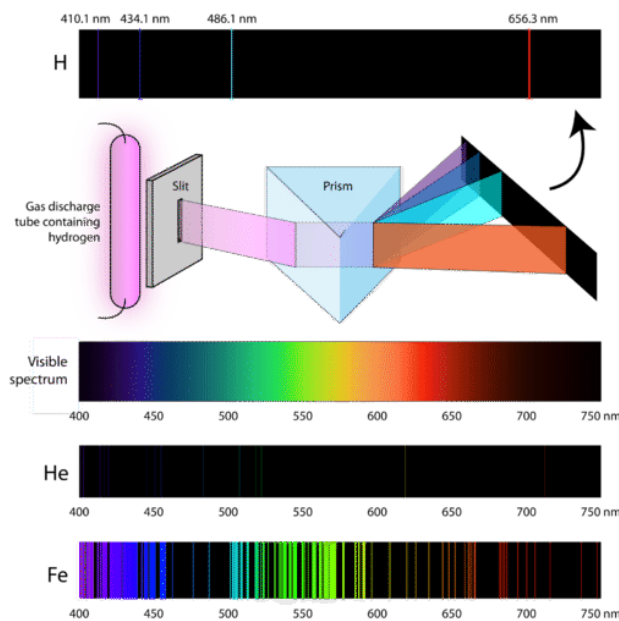 410.1 nm 434.1 nm 486.1 nm 656.3 nm
H
Slit
Prism
Gas discharge
tube containing
hydrogen
Visible
spectrum
400 450 500 550 600 650 700 750 nm
He
400 450 500 550 600 650 700 750 nm
Fe
400 450 500 550 600 650 700 750 nm